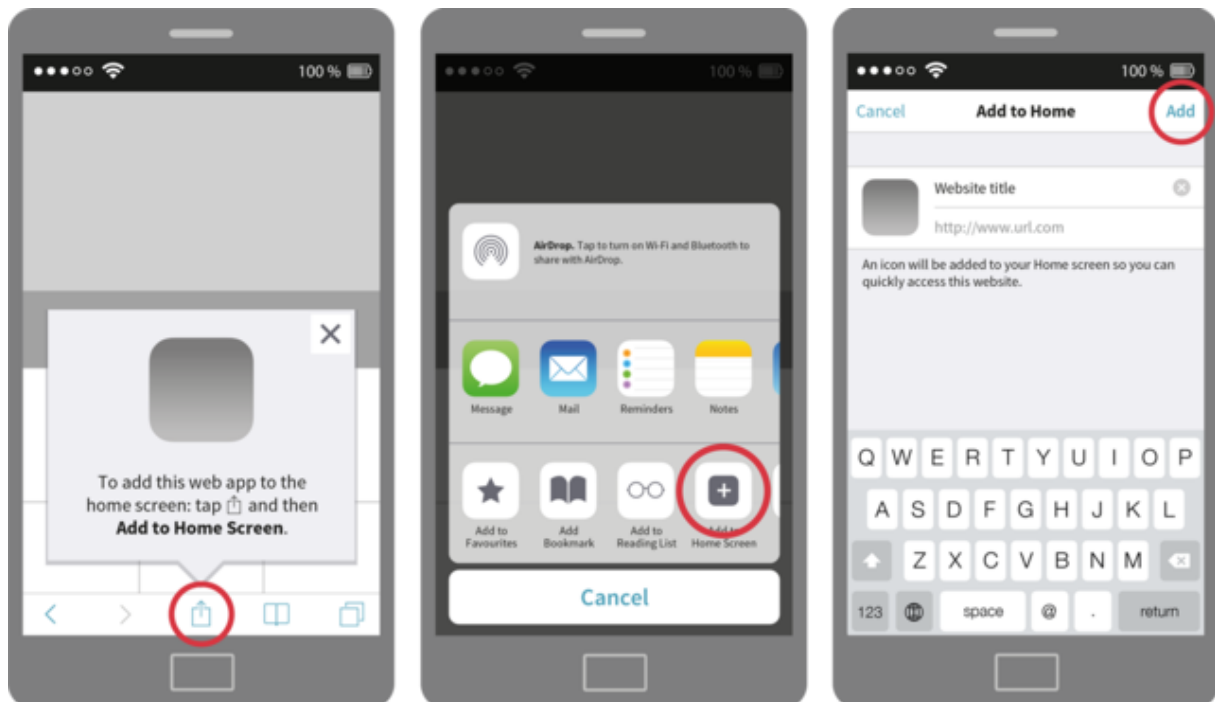 100 %
To add this web app to the
home screen: tap and then
Add to Home Screen.
100 %
AirDrop. Tap to turn on Wi-Fi and Bluetooth to
share with AirDrop.
Message Mail Reminders Notes
Add to Favourites
Add Bookmark
Add to Reading List
Add to Home Screen
Cancel
100 %
Cancel Add to Home Add
Website title
http://www.url.com
An icon will be added to your Home screen so you can
quickly access this website.
Q W E R T Y U I O P
A S D F G H J K L
Z X C V B N M
123 space @ . return